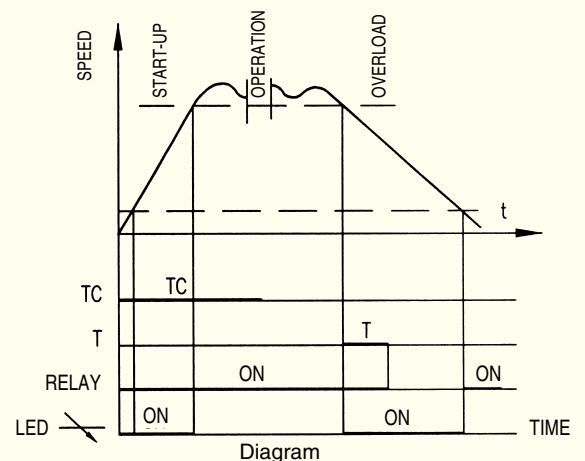 SPEED
START-UP
OPERATION
OVERLOAD
t
TC
TC
T
T
RELAY
ON
ON
LED
ON
ON
TIME
Diagram